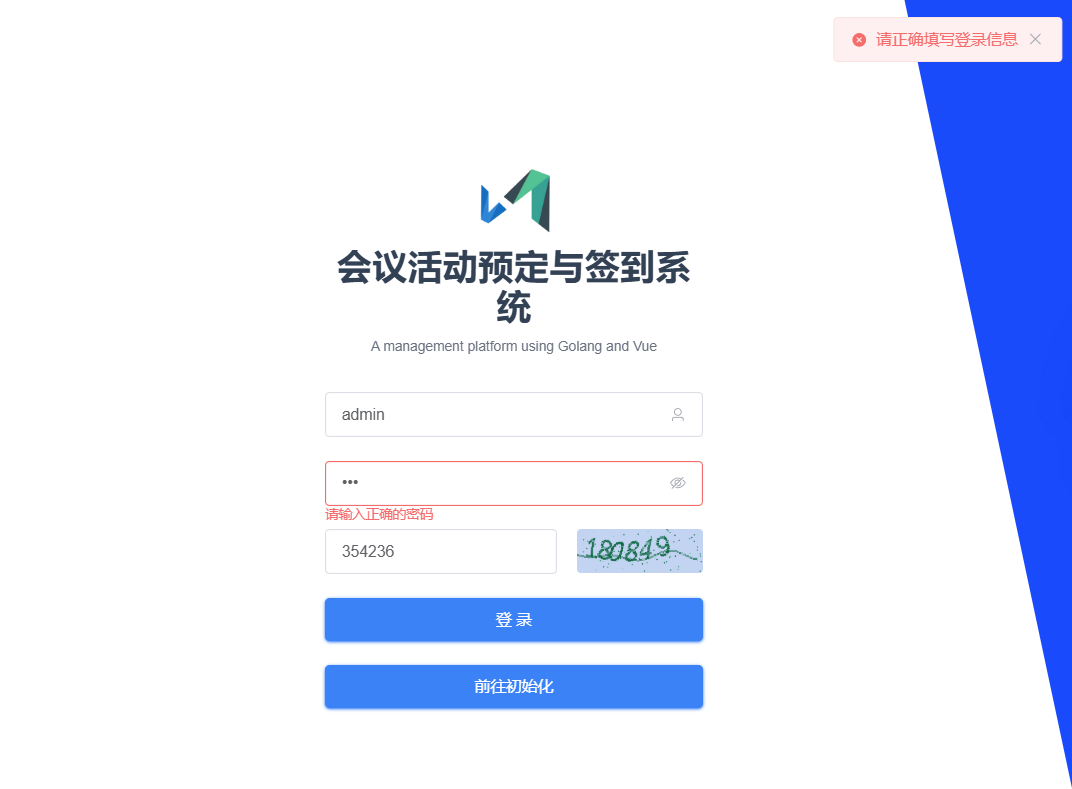 请正确填写登录信息
会议活动预定与签到系
统
A management platform using Golang and Vue
admin
•••
请输入正确的密码
354236
180849
登 录
前往初始化